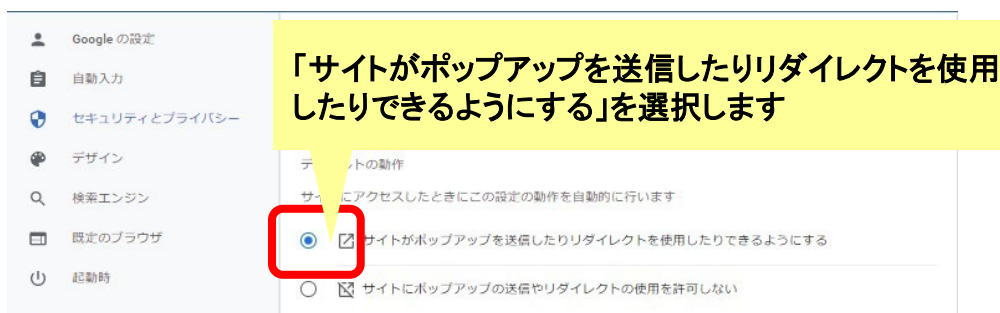 Google の設定
自動入力
セキュリティとプライバシー
デザイン
検索エンジン
既定のブラウザ
起動時
「サイトがポップアップを送信したりリダイレクトを使用
したりできるようにする」を選択します
トの動作
にアクセスしたときにこの設定の動作を自動的に行います
サイトがポップアップを送信したりリダイレクトを使用したりできるようにする
サイトにポップアップの送信やリダイレクトの使用を許可しない